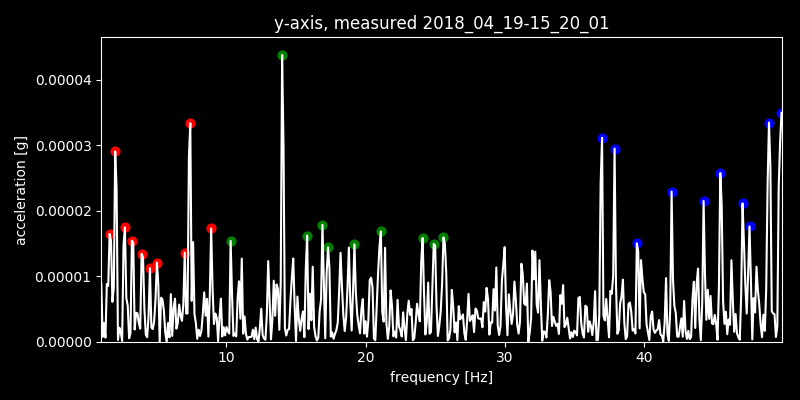 y-axis, measured 2018_04_19-15_20_01
acceleration [g]
0.00004
0.00003
0.00002
0.00001
0.00000
10 20 30 40
frequency [Hz]